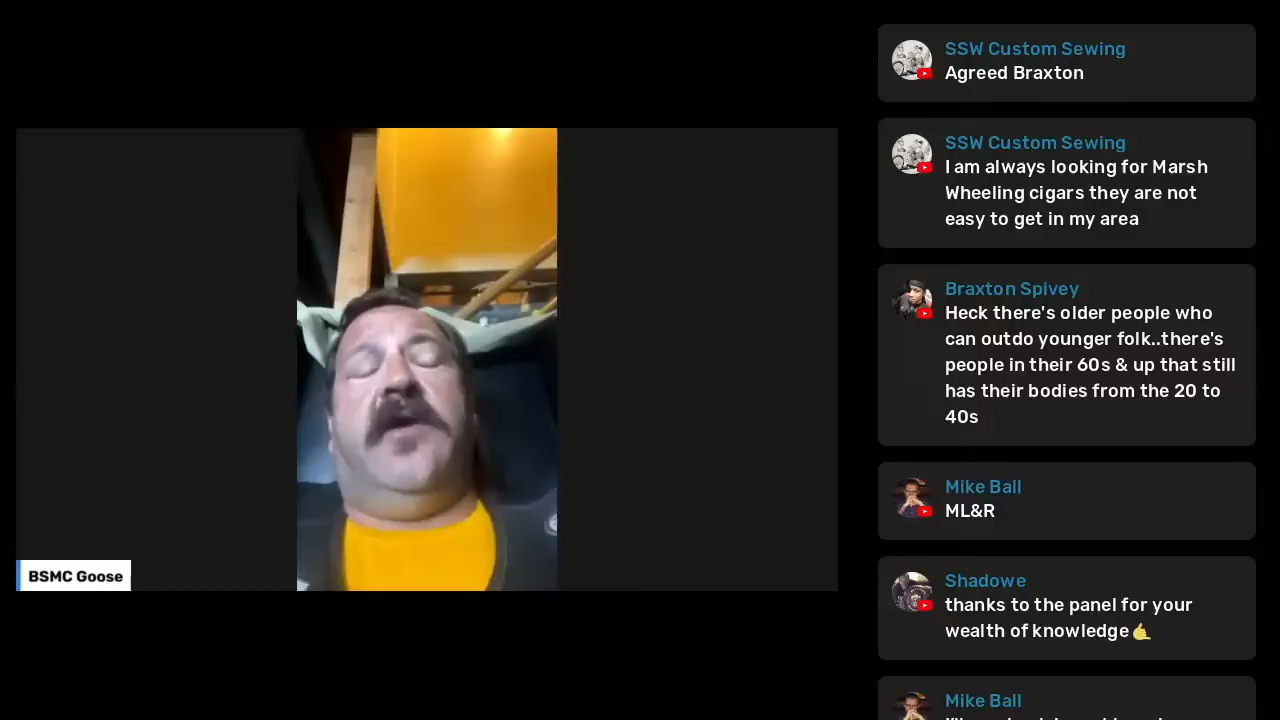 SSW Custom Sewing
Agreed Braxton
SSW Custom Sewing
I am always looking for Marsh
Wheeling cigars they are not
easy to get in my area
Braxton Spivey
Heck there's older people who
can outdo younger folk..there's
people in their 60s & up that still
has their bodies from the 20 to
40s
Mike Ball
ML&R
Shadowe
thanks to the panel for your
wealth of knowledge🤙
Mike Ball
BSMC Goose